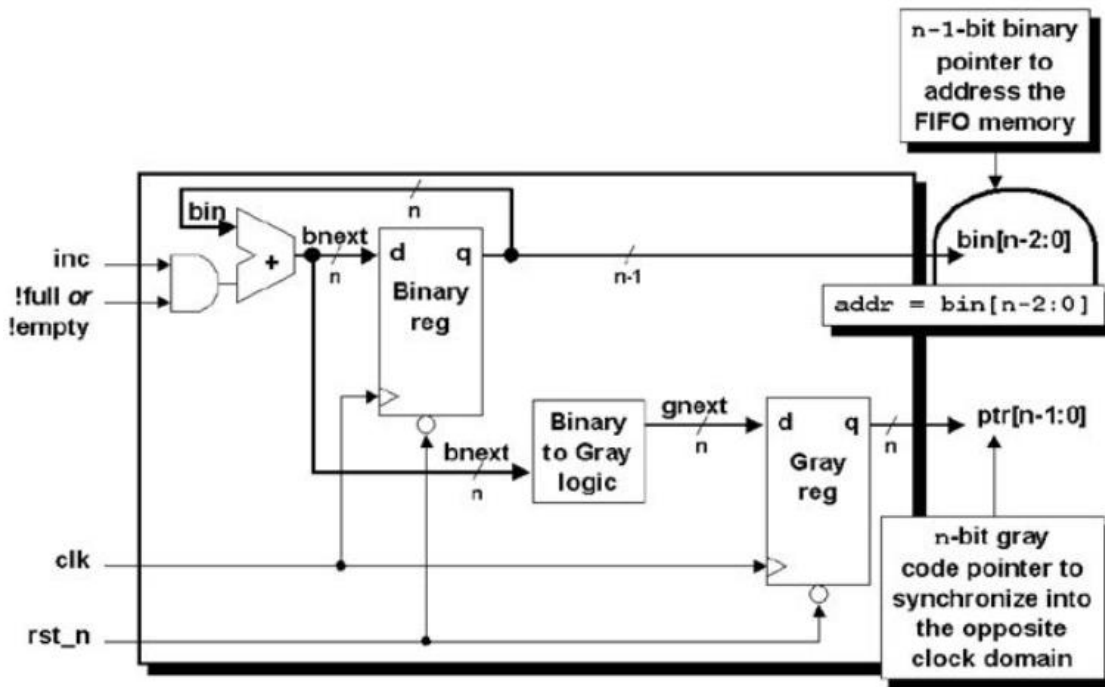 n-1-bit binary
pointer to
address the
FIFO memory
n
bin
bnext
n
d
q
n-1
bin[n-2:0]
inc
+
Binary
reg
!full or
!empty
addr = bin[n-2:0]
bnext
n
Binary
to Gray
logic
gnext
n
d
q
n
Gray
reg
ptr[n-1:0]
clk
rst_n
n-bit gray
code pointer to
synchronize into
the opposite
clock domain